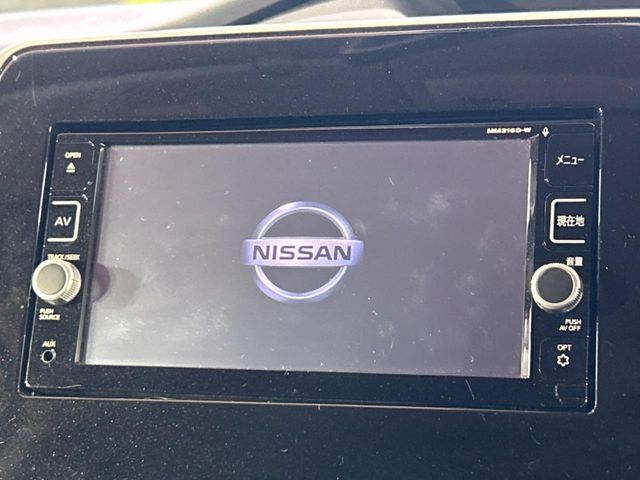 MM316D-W
OPEN
メニュー
AV
現在地
TRACK/SEEK
音量
NISSAN
PUSH
SOURCE
PUSH
AV OFF
AUX
OPT